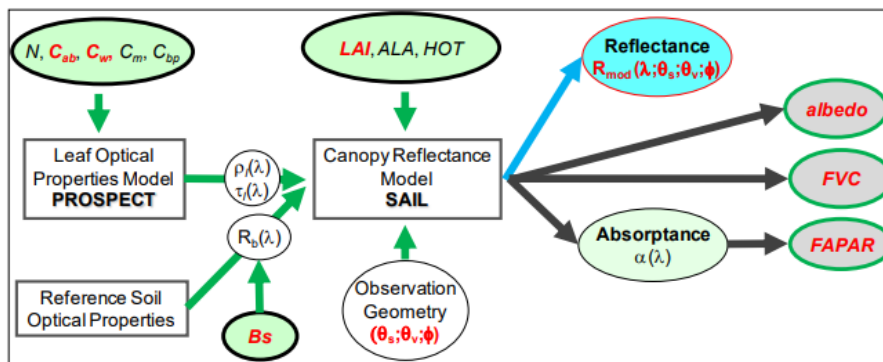 N, Cab, Cw, Cm, Cbp
LAI, ALA, HOT
Reflectance
Rmod(λ;θs;θv;ϕ)
albedo
Leaf Optical
Properties Model
PROSPECT
ρl(λ)
τl(λ)
Canopy Reflectance
Model
SAIL
FVC
Rb(λ)
Absorptance
α(λ)
FAPAR
Reference Soil
Optical Properties
Bs
Observation
Geometry
(θs;θv;ϕ)